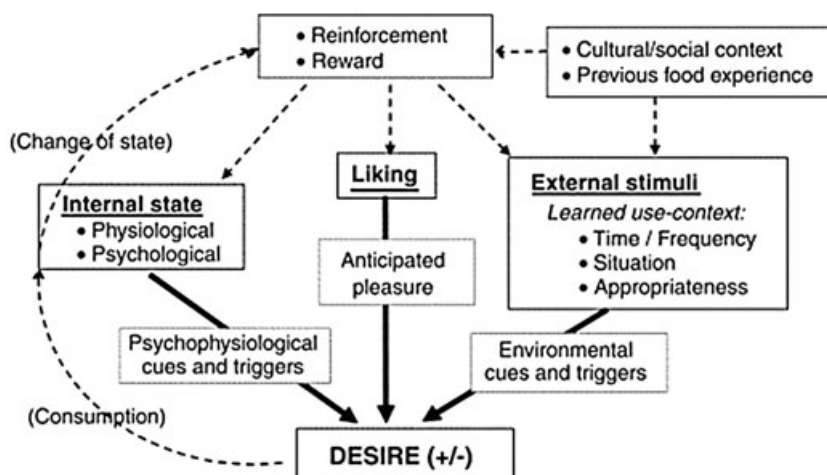 • Reinforcement
• Reward
• Cultural/social context
• Previous food experience
(Change of state)
Liking
Internal state
• Physiological
• Psychological
External stimuli
Learned use-context:
• Time / Frequency
• Situation
• Appropriateness
Anticipated
pleasure
Psychophysiological
cues and triggers
Environmental
cues and triggers
(Consumption)
DESIRE (+/-)